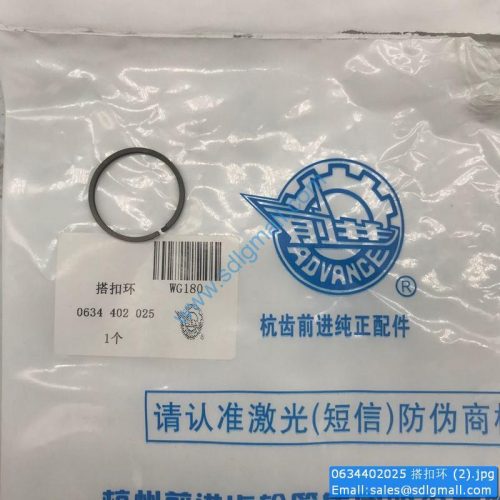 前进
ADVANCE
®
杭齿前进纯正配件
搭扣环 WG180
0634 402 025
1个
www.sdlgmall.com
请认准激光(短信)防伪商标
0634402025 搭扣环 (2).jpg
Email:sales@sdlgmall.com